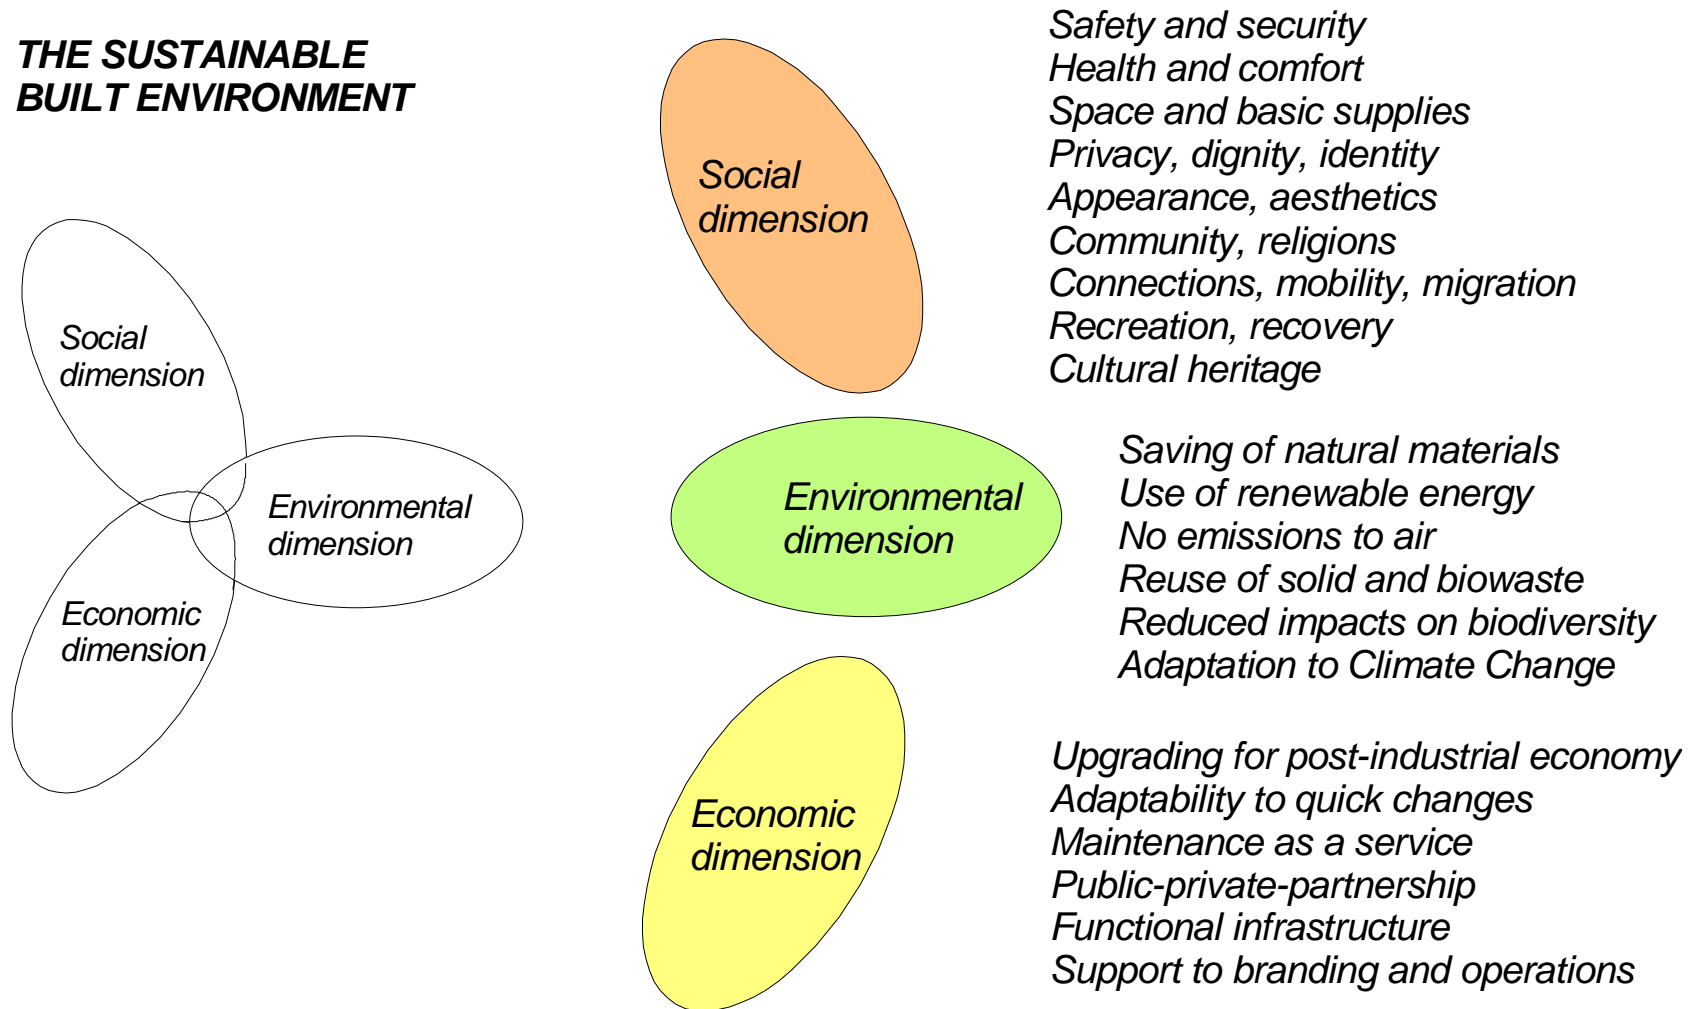 THE SUSTAINABLE
BUILT ENVIRONMENT
Social
dimension
Environmental
dimension
Economic
dimension
Social
dimension
Safety and security
Health and comfort
Space and basic supplies
Privacy, dignity, identity
Appearance, aesthetics
Community, religions
Connections, mobility, migration
Recreation, recovery
Cultural heritage
Environmental
dimension
Saving of natural materials
Use of renewable energy
No emissions to air
Reuse of solid and biowaste
Reduced impacts on biodiversity
Adaptation to Climate Change
Economic
dimension
Upgrading for post-industrial economy
Adaptability to quick changes
Maintenance as a service
Public-private-partnership
Functional infrastructure
Support to branding and operations